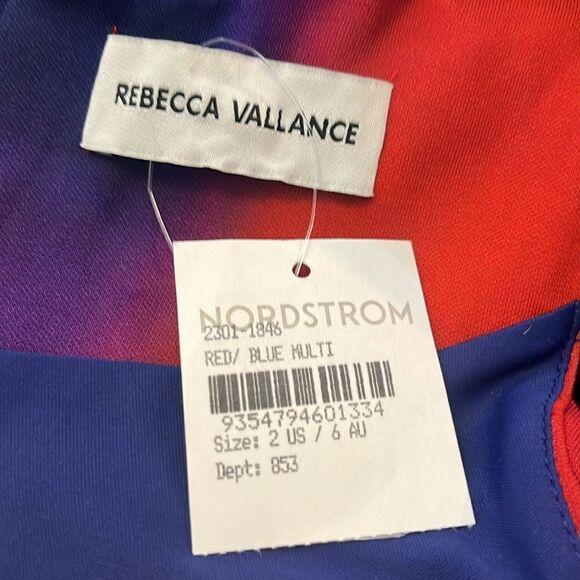 REBECCA VALLANCE
NORDSTROM
2301-1846
RED/ BLUE MULTI
9354794601334
Size: 2 US / 6 AU
Dept: 853